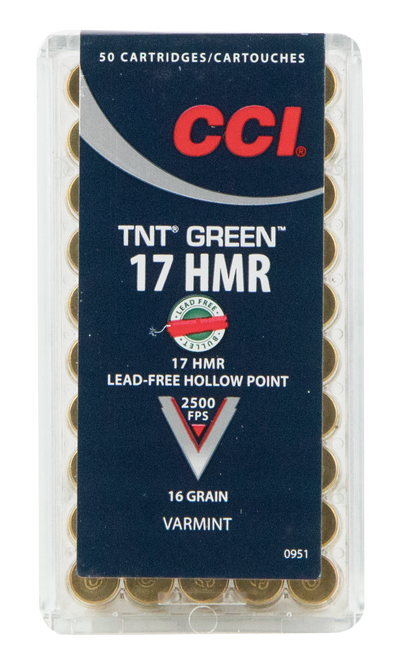 50 CARTRIDGES/CARTOUCHES
CCI®
TNT® GREEN™
17 HMR
LEAD FREE
BULLET
17 HMR
LEAD-FREE HOLLOW POINT
2500
FPS
16 GRAIN
VARMINT
0951